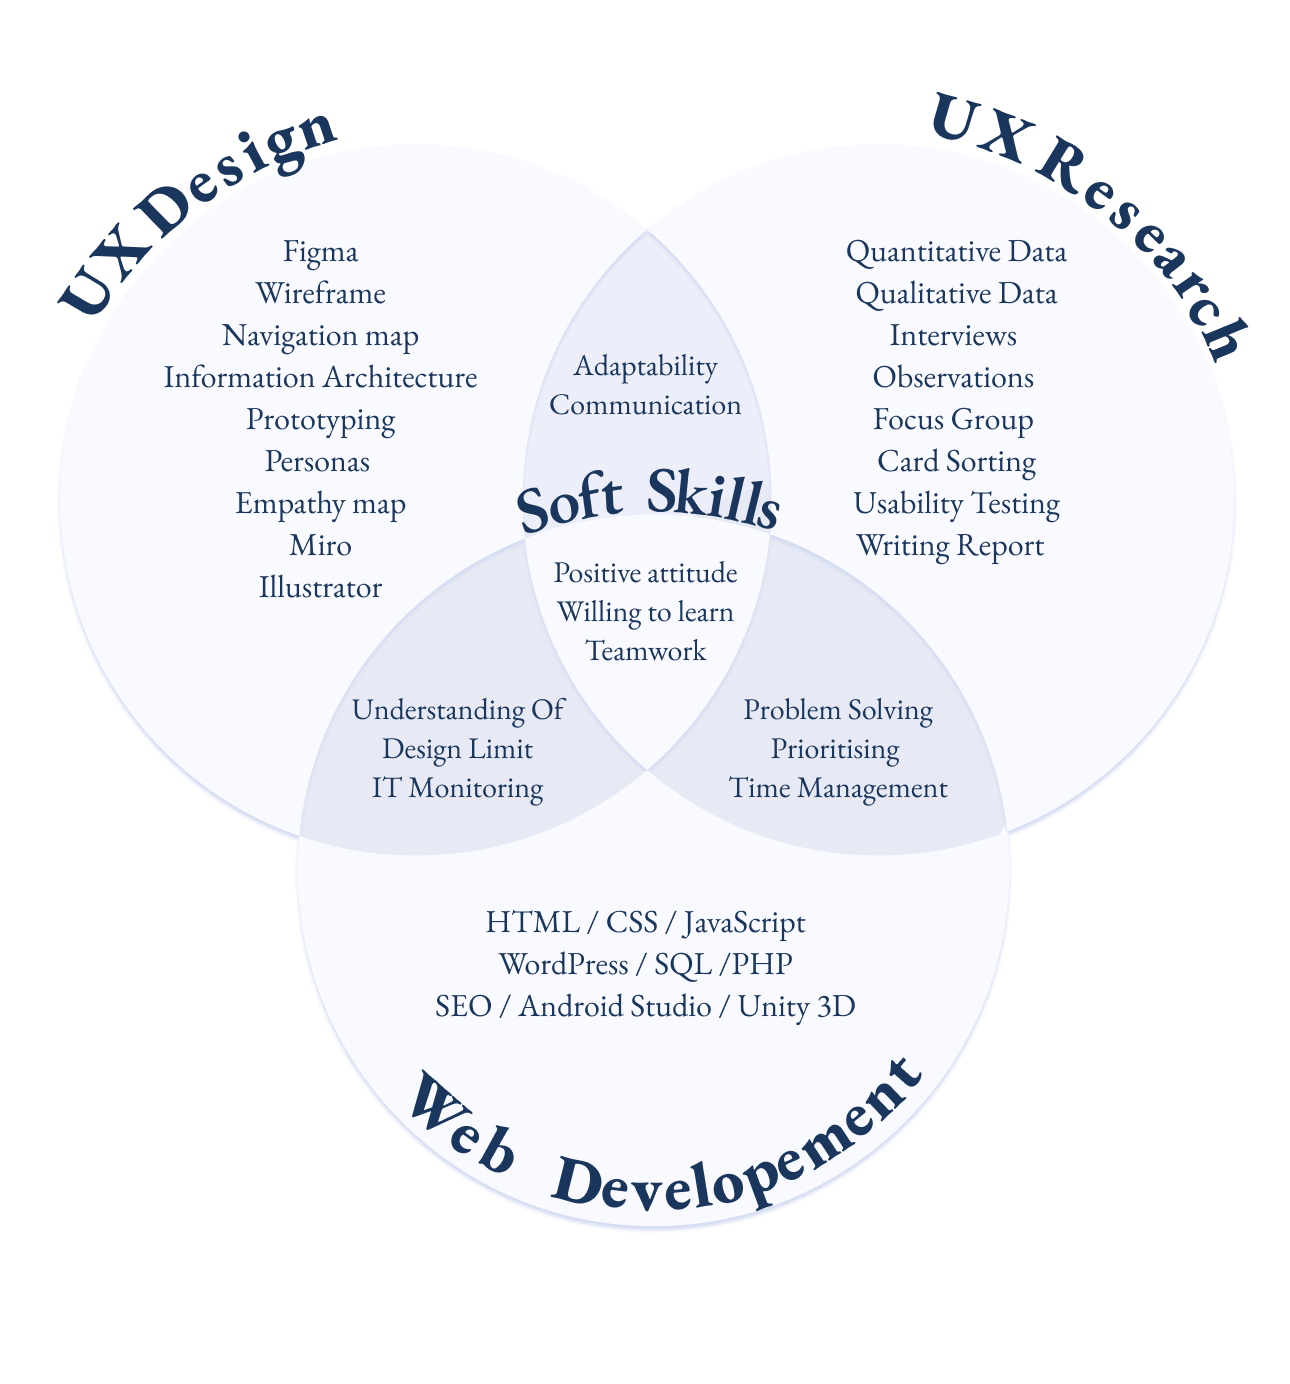 UX Design
Figma
Wireframe
Navigation map
Information Architecture
Prototyping
Personas
Empathy map
Miro
Illustrator
UX Research
Quantitative Data
Qualitative Data
Interviews
Observations
Focus Group
Card Sorting
Usability Testing
Writing Report
Adaptability
Communication
Soft Skills
Positive attitude
Willing to learn
Teamwork
Understanding Of
Design Limit
IT Monitoring
Problem Solving
Prioritising
Time Management
HTML / CSS / JavaScript
WordPress / SQL /PHP
SEO / Android Studio / Unity 3D
Web Developement